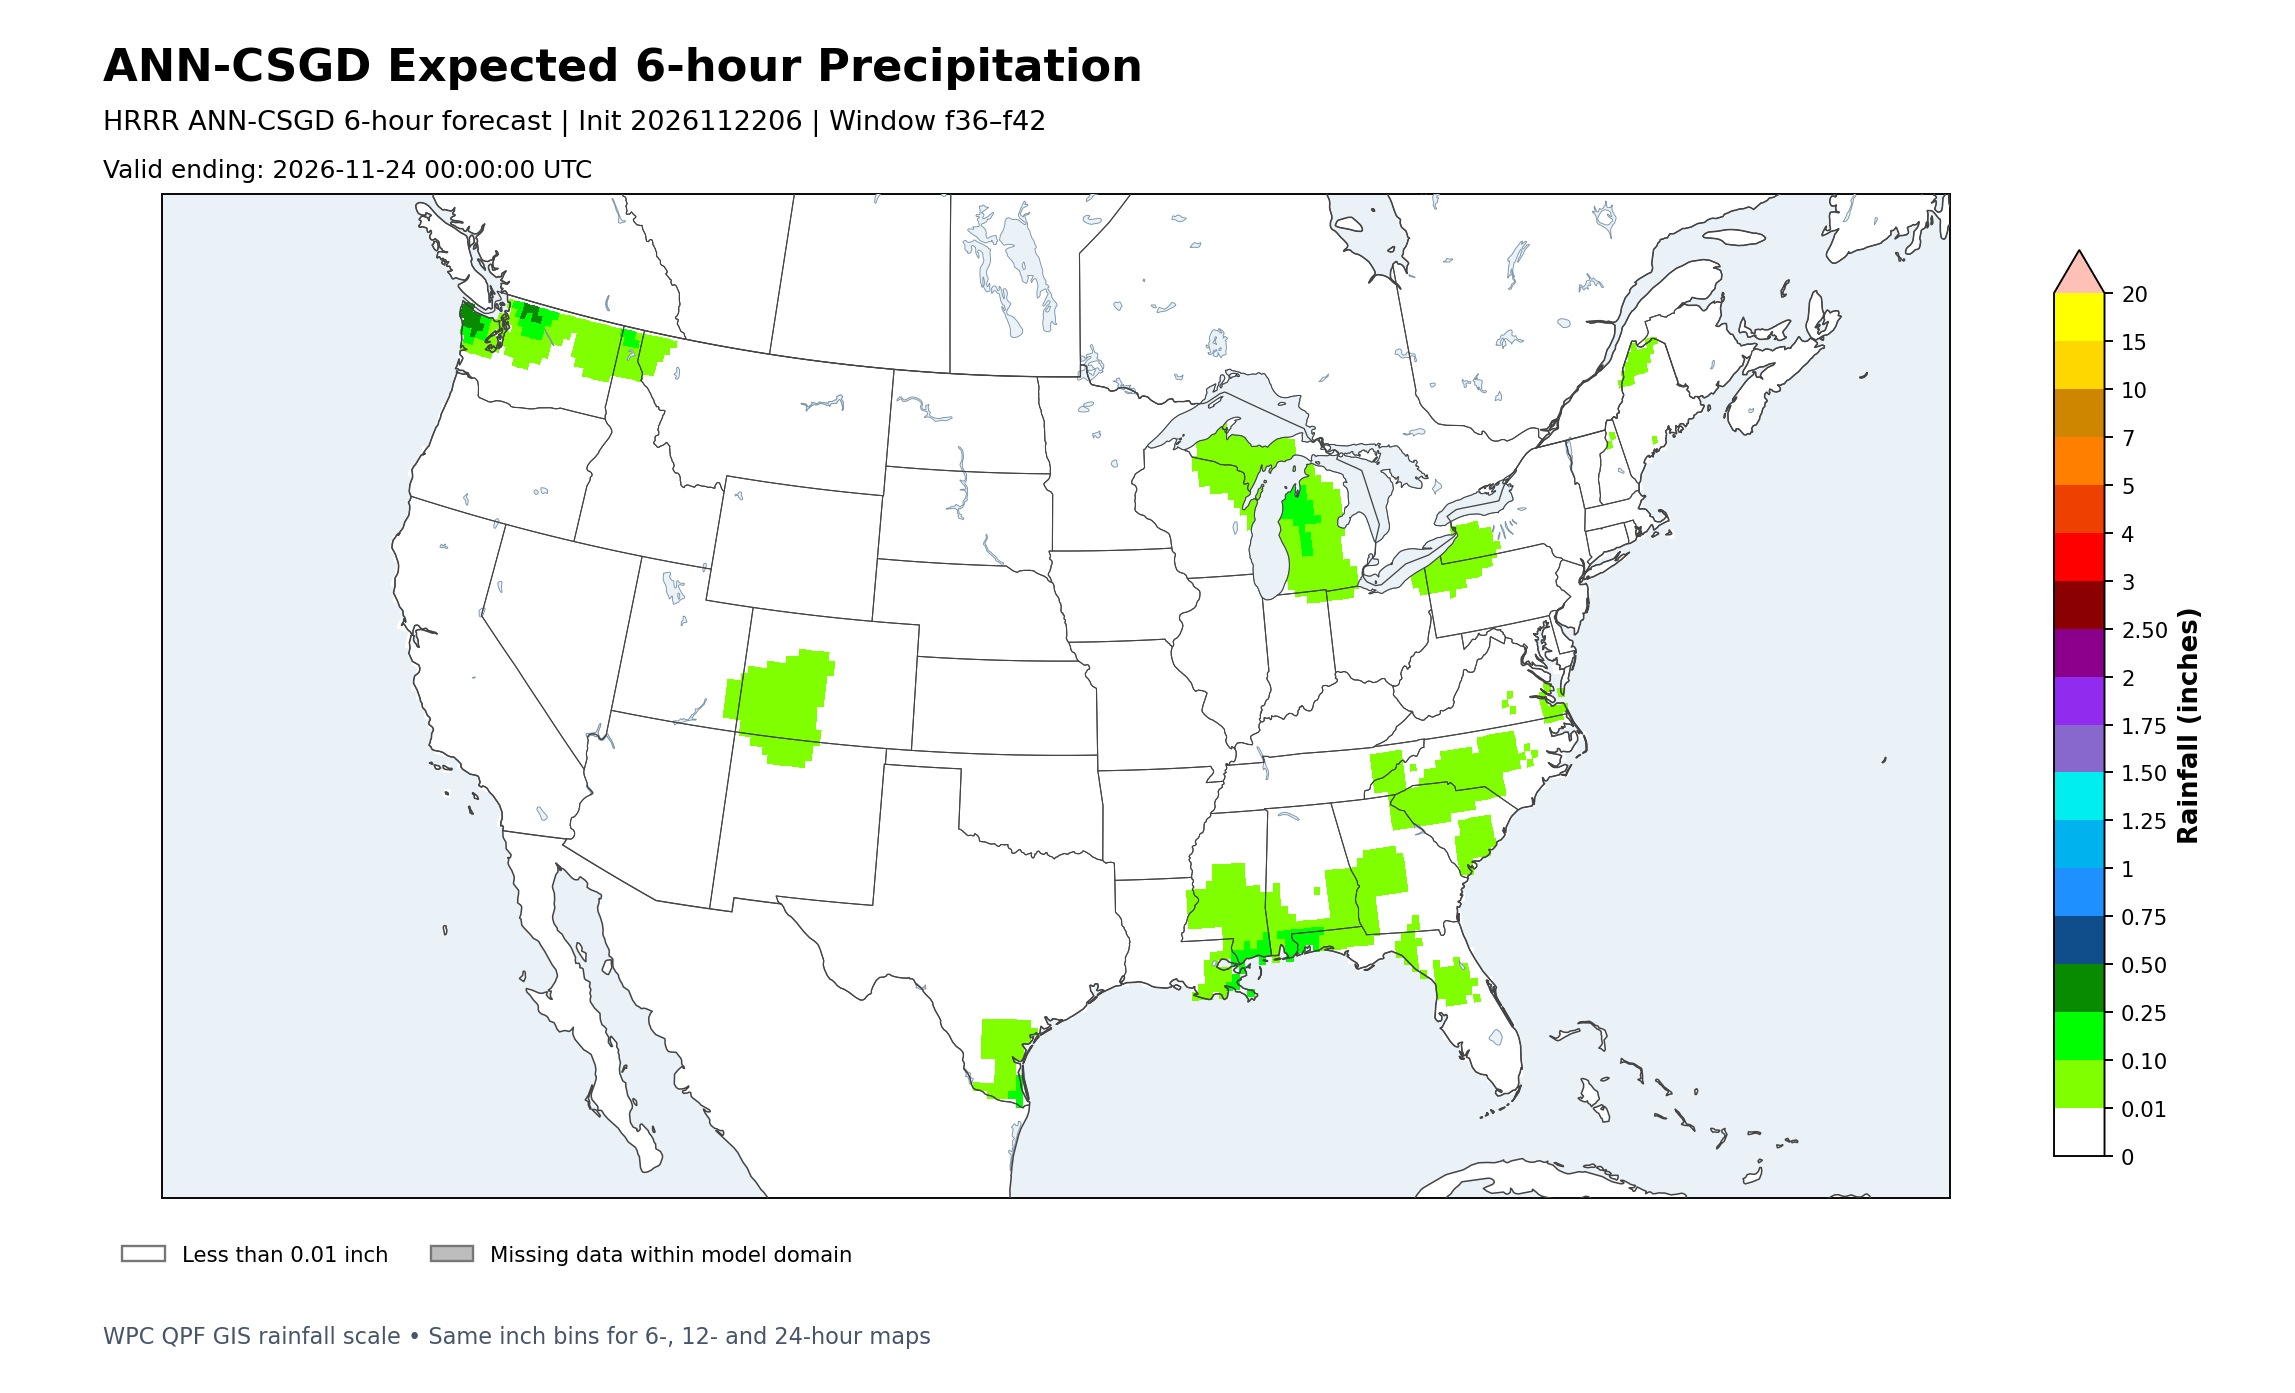 ANN-CSGD Expected 6-hour Precipitation
HRRR ANN-CSGD 6-hour forecast | Init 2026112206 | Window f36–f42
Valid ending: 2026-11-24 00:00:00 UTC
20
15
10
7
5
4
3
2.50
2
1.75
1.50
1.25
1
0.75
0.50
0.25
0.10
0.01
0
Rainfall (inches)
Less than 0.01 inch
Missing data within model domain
WPC QPF GIS rainfall scale • Same inch bins for 6-, 12- and 24-hour maps